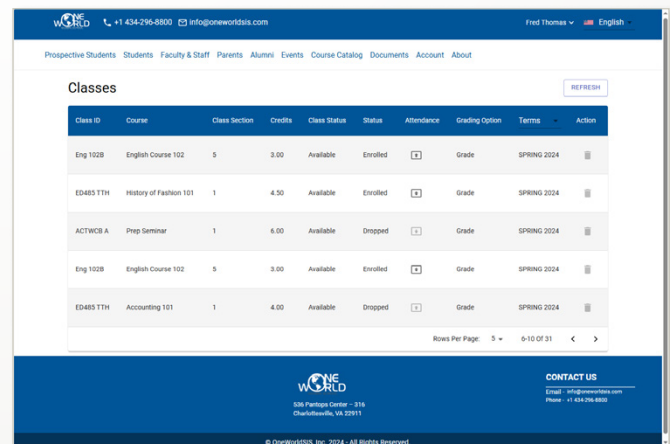 ONE WORLD +1 434-296-8800 info@oneworldsis.com Fred Thomas English
Prospective Students Students Faculty & Staff Parents Alumni Events Course Catalog Documents Account About
Classes REFRESH
Class ID Course Class Section Credits Class Status Status Attendance Grading Option Terms Action
Eng 102B English Course 102 5 3.00 Available Enrolled Grade SPRING 2024
ED485 TTH History of Fashion 101 1 4.50 Available Enrolled Grade SPRING 2024
ACTWCB A Prep Seminar 1 6.00 Available Dropped Grade SPRING 2024
Eng 102B English Course 102 5 3.00 Available Enrolled Grade SPRING 2024
ED485 TTH Accounting 101 1 4.00 Available Dropped Grade SPRING 2024
Rows Per Page: 5 6-10 Of 31
ONE WORLD
536 Pantops Center – 316
Charlottesville, VA 22911
CONTACT US
Email - info@oneworldsis.com
Phone - +1 434-296-8800
© OneWorldSIS, Inc. 2024 - All Rights Reserved